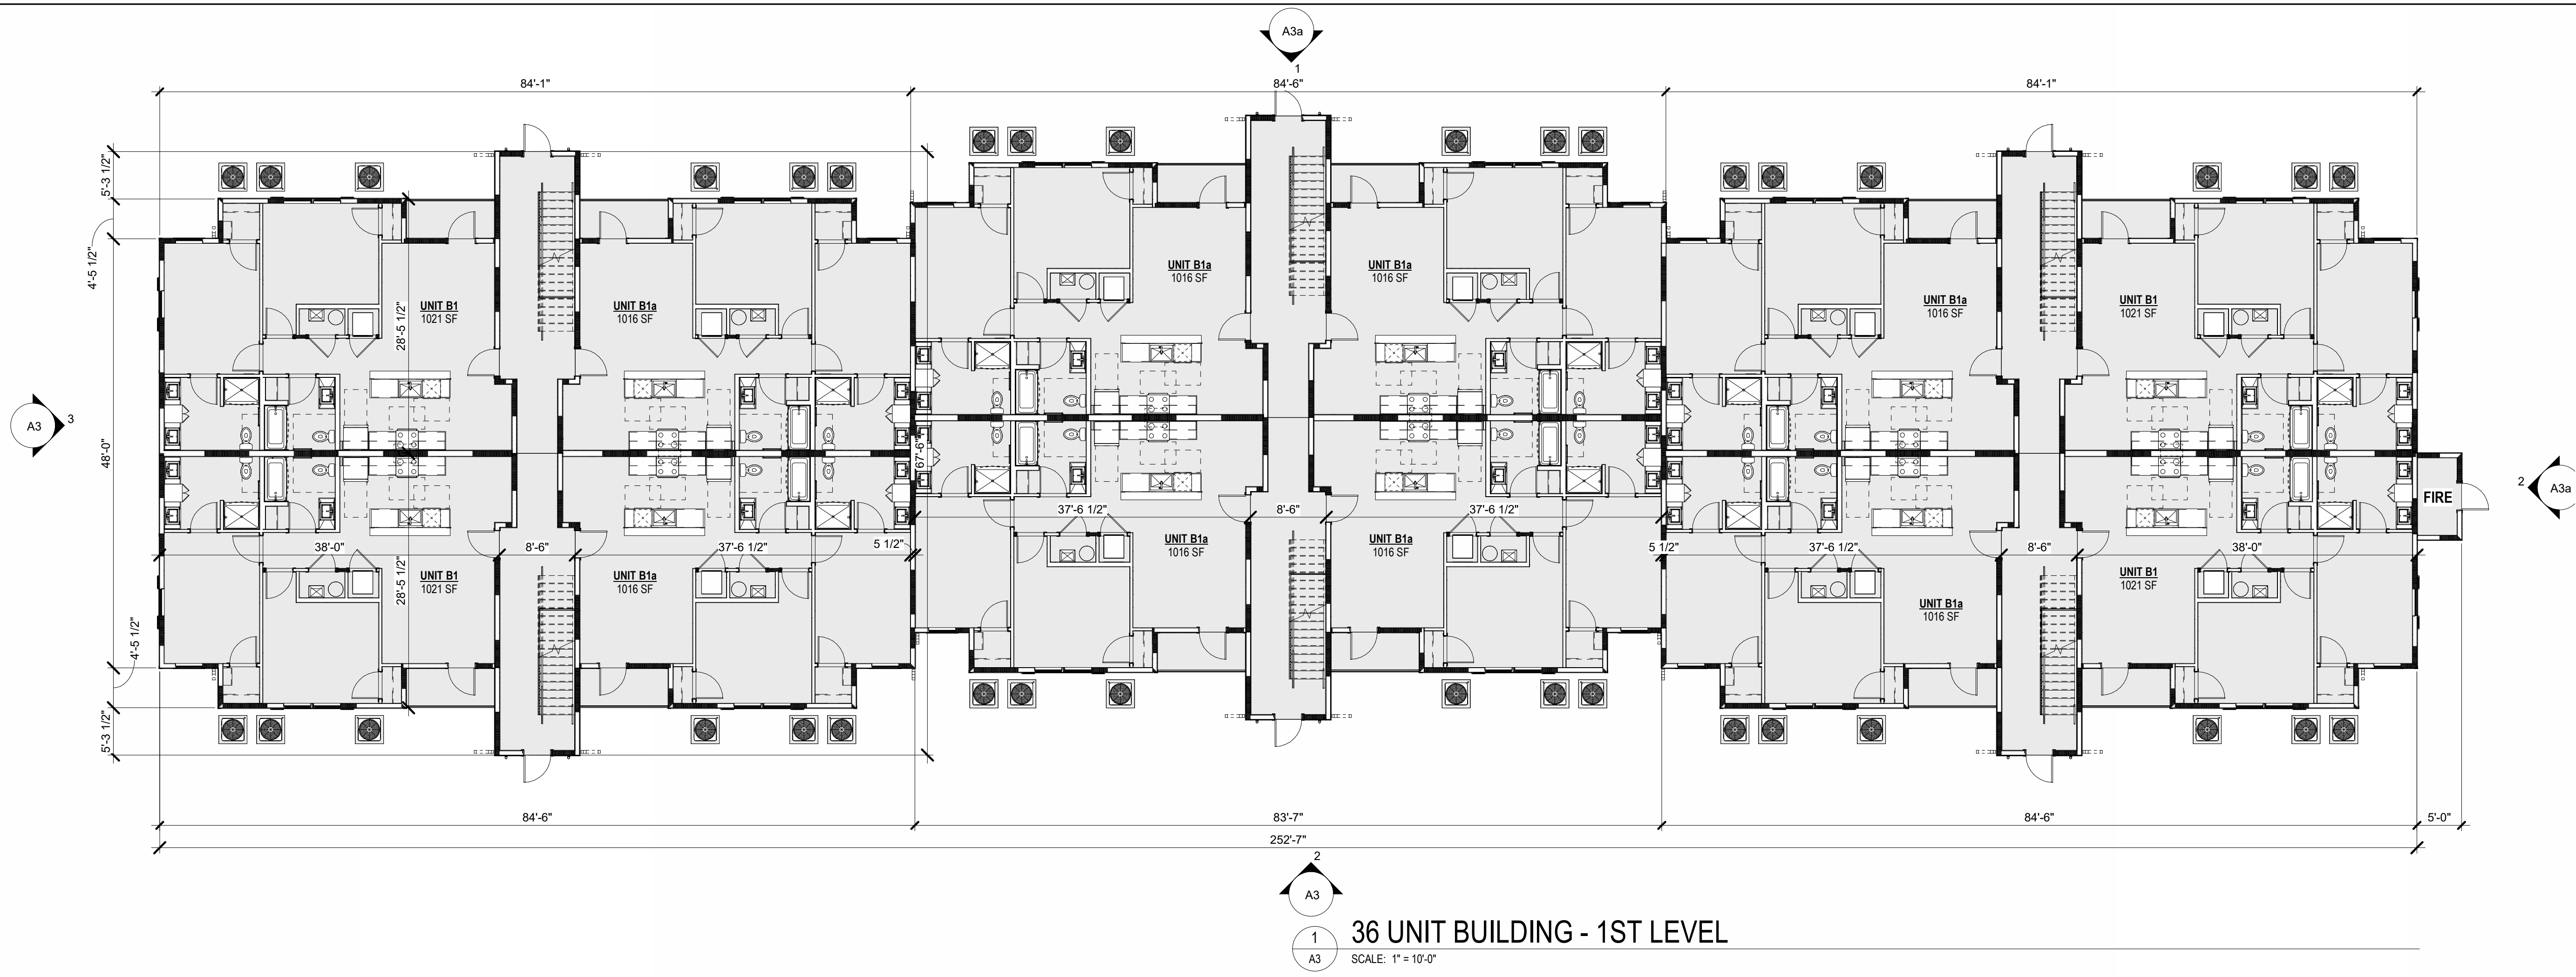 A3a
1
84'-1"
84'-6"
84'-1"
5'-3 1/2"
4'-5 1/2"
48'-0"
4'-5 1/2"
5'-3 1/2"
28'-5 1/2"
28'-5 1/2"
67'-6"
UNIT B1
1021 SF
UNIT B1a
1016 SF
UNIT B1a
1016 SF
UNIT B1a
1016 SF
UNIT B1a
1016 SF
UNIT B1
1021 SF
A3
3
2
A3a
FIRE
37'-6 1/2"
8'-6"
37'-6 1/2"
38'-0"
8'-6"
37'-6 1/2"
5 1/2"
5 1/2"
37'-6 1/2"
8'-6"
38'-0"
UNIT B1
1021 SF
UNIT B1a
1016 SF
UNIT B1a
1016 SF
UNIT B1a
1016 SF
UNIT B1a
1016 SF
UNIT B1
1021 SF
84'-6"
83'-7"
84'-6"
5'-0"
252'-7"
2
A3
1
A3
36 UNIT BUILDING - 1ST LEVEL
SCALE: 1" = 10'-0"